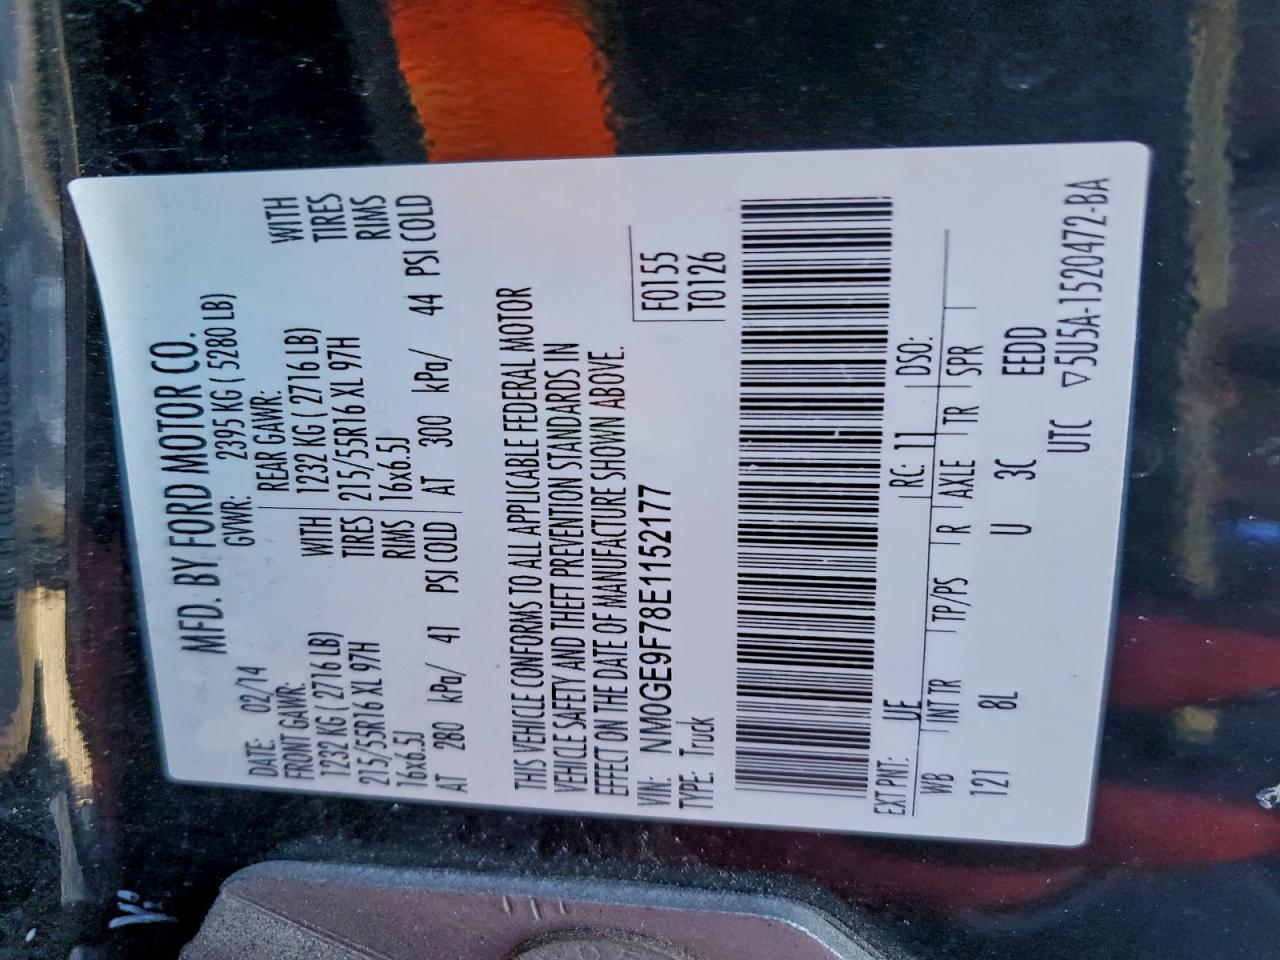 MFD. BY FORD MOTOR CO.
DATE: 02/14 GVWR: 2395 KG ( 5280 LB)
FRONT GAWR: REAR GAWR:
1232 KG ( 2716 LB) WITH 1232 KG ( 2716 LB) WITH
215/55R16 XL 97H TIRES 215/55R16 XL 97H TIRES
16x6.5J RIMS 16x6.5J RIMS
AT 280 kPa/ 41 PSI COLD AT 300 kPa/ 44 PSI COLD
THIS VEHICLE CONFORMS TO ALL APPLICABLE FEDERAL MOTOR
VEHICLE SAFETY AND THEFT PREVENTION STANDARDS IN
EFFECT ON THE DATE OF MANUFACTURE SHOWN ABOVE.
VIN: NM0GE9F78E1152177 F0155
TYPE: Truck T0126
EXT PNT: UE RC: 11 DSO:
WB INT TR TP/PS R AXLE TR SPR
121 8L U 3C EEDD
UTC ▽5U5A-1520472-BA